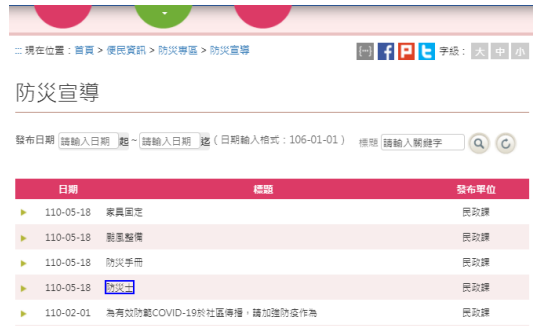 ::: 現在位置：首頁 > 便民資訊 > 防災專區 > 防災宣導
字級： 大 中 小
防災宣導
發布日期 請輸入日期 起 ~ 請輸入日期 迄 ( 日期輸入格式：106-01-01 ) 標題 請輸入關鍵字
日期 標題 發布單位
110-05-18 家具固定 民政課
110-05-18 颱風整備 民政課
110-05-18 防災手冊 民政課
110-05-18 防災士 民政課
110-02-01 為有效防範COVID-19於社區傳播，請加強防疫作為 民政課